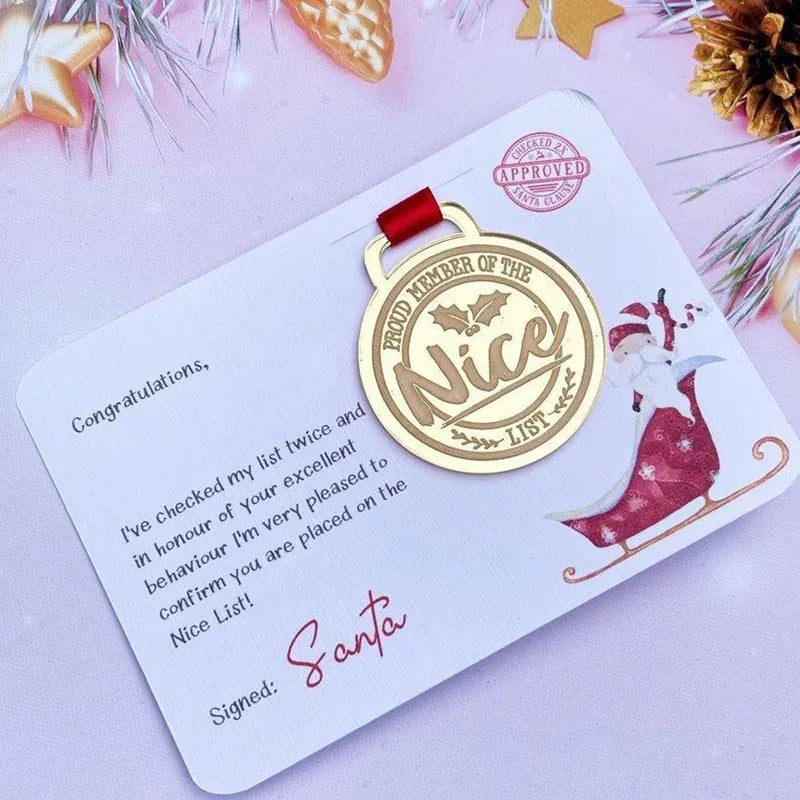 CHECKED 2X
APPROVED
SANTA CLAUSE
PROUD MEMBER OF THE
Nice
LIST
Congratulations,
I've checked my list twice and
in honour of your excellent
behaviour I'm very pleased to
confirm you are placed on the
Nice List!
Signed: Santa